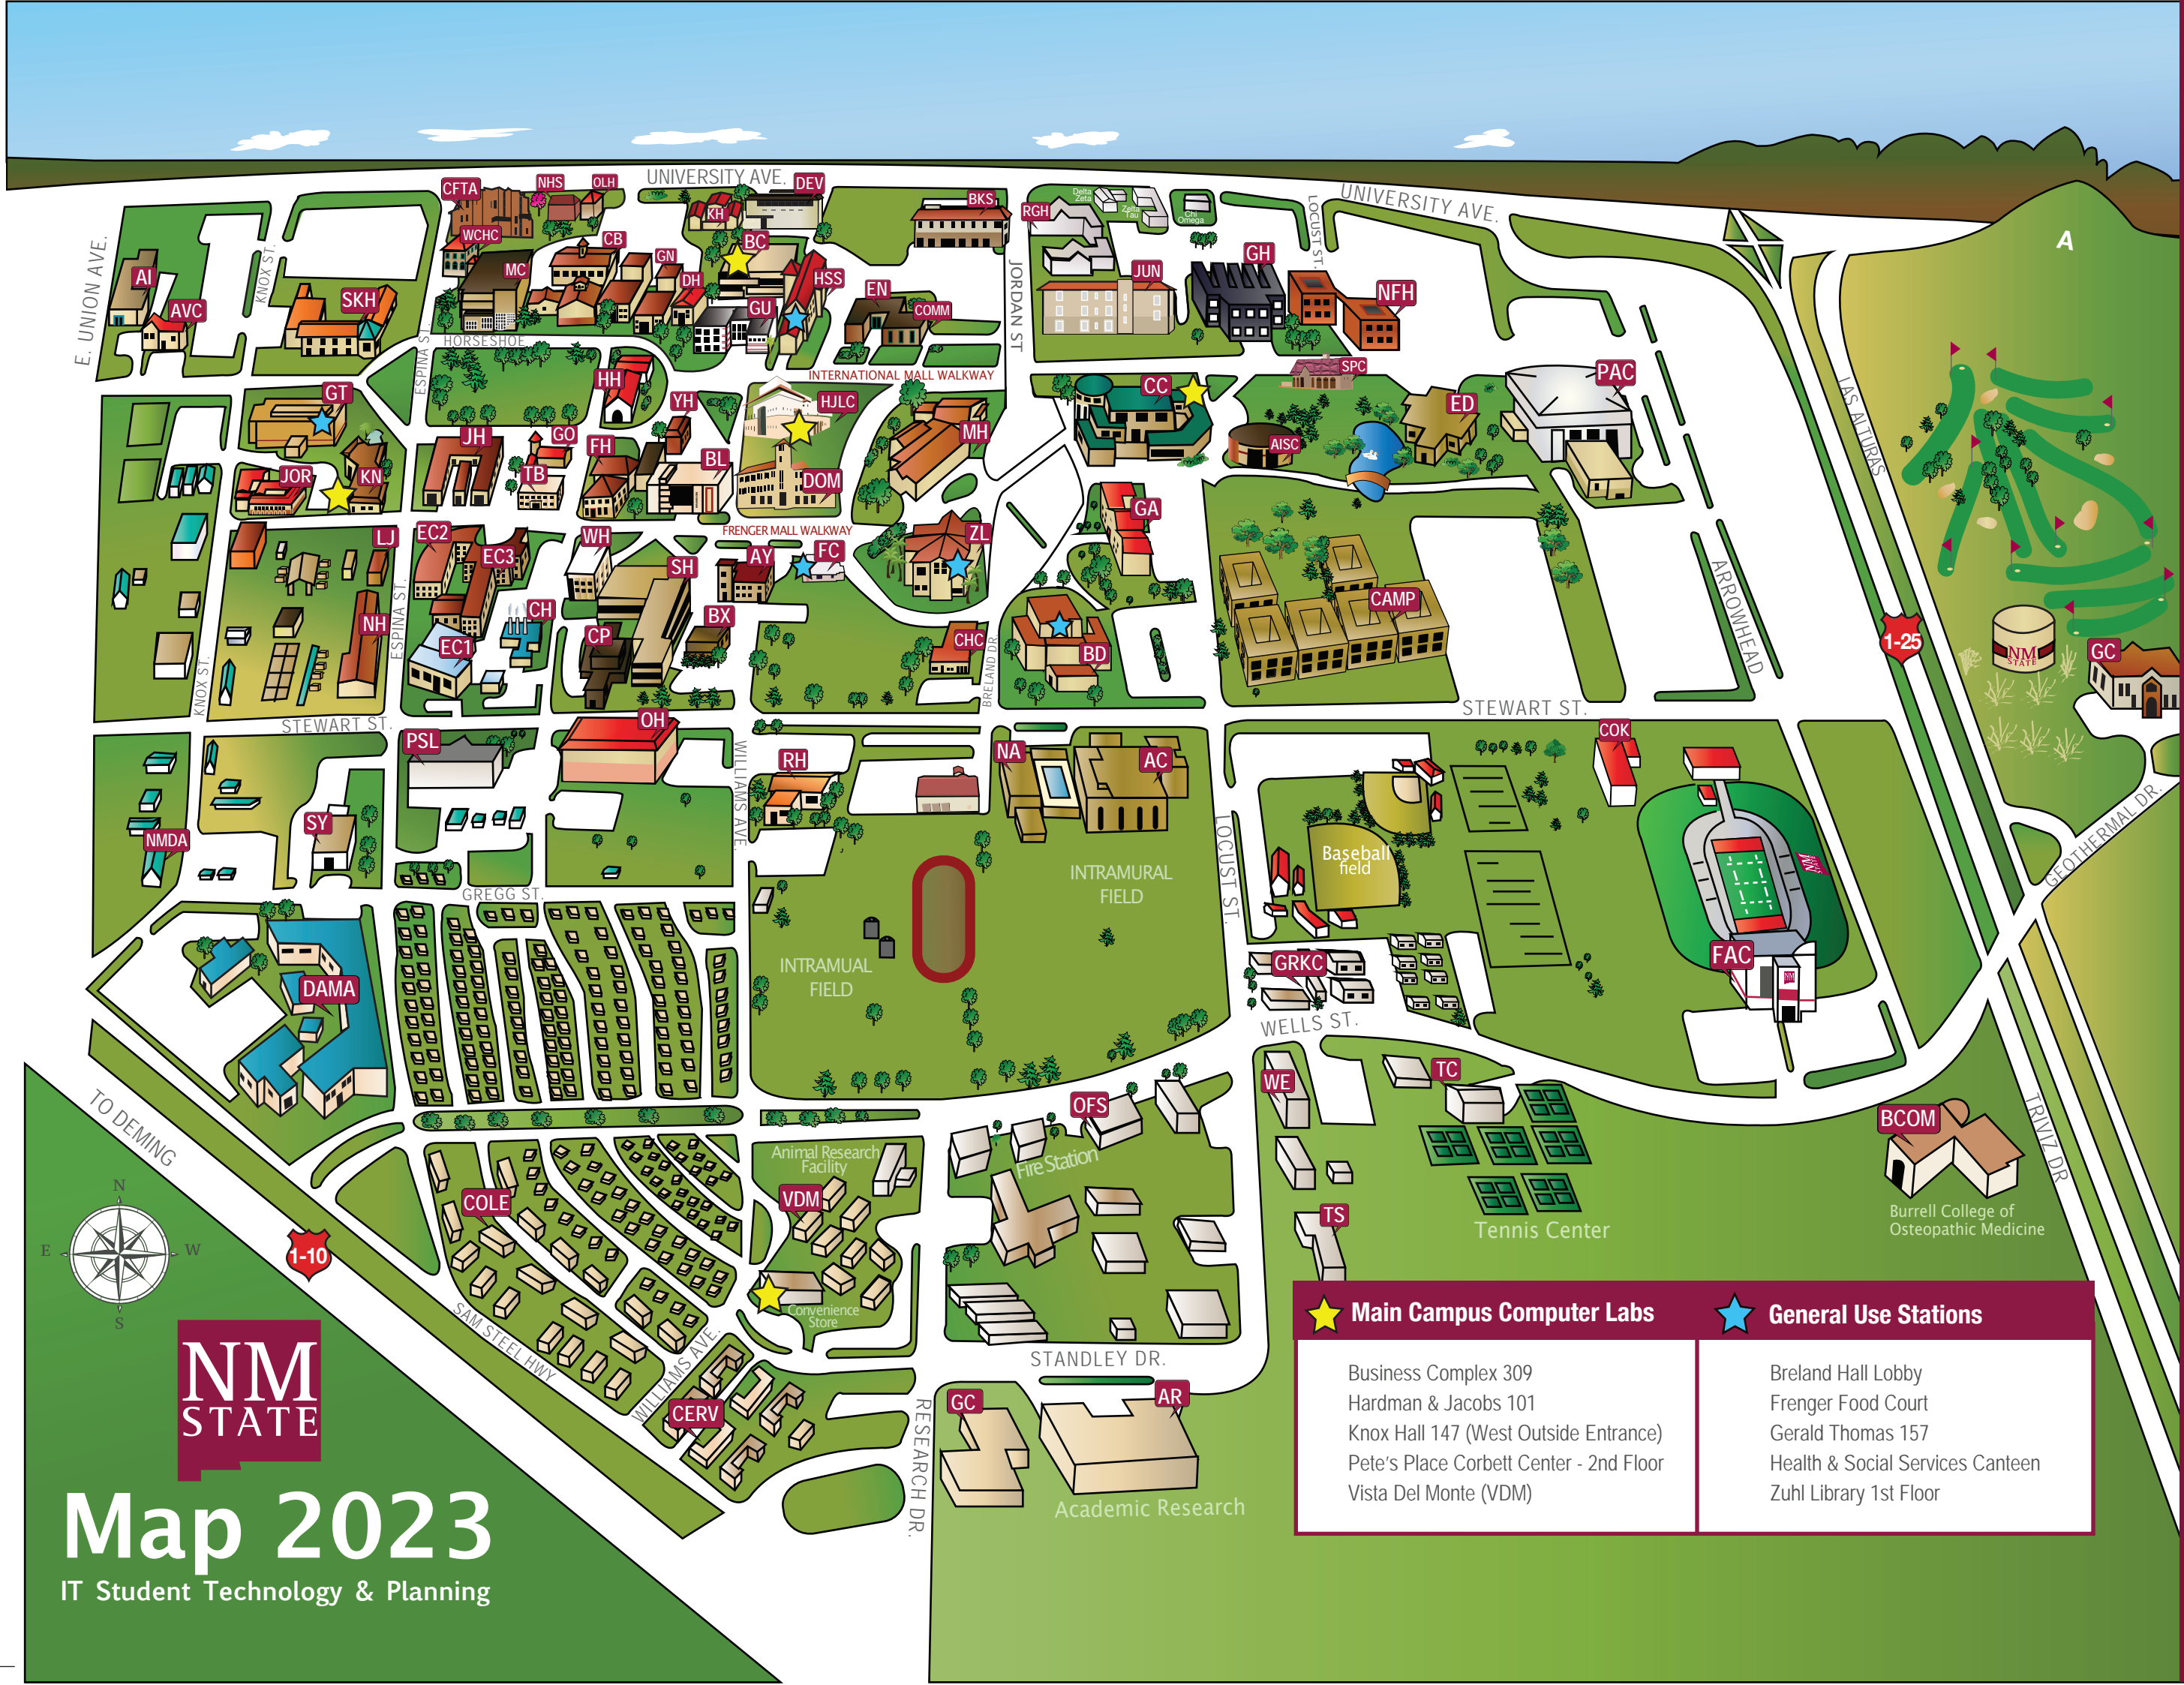 UNIVERSITY AVE.
CFTA
NHS
OLH
DEV
KH
BKS
RGH
Delta
Zeta
Zelta
Tau
Chi
Omega
LOCUST ST.
UNIVERSITY AVE.
A
E. UNION AVE.
AI
AVC
KNOX ST.
SKH
WCHC
MC
CB
GN
DH
BC
GU
HSS
EN
COMM
JORDAN ST
JUN
GH
NFH
ESPINA ST.
HORSESHOE
INTERNATIONAL MALL WALKWAY
SPC
PAC
LAS ALTURAS
GT
HH
YH
HJLC
MH
CC
AISC
ED
JH
GO
FH
TB
BL
DOM
JOR
KN
FRENGER MALL WALKWAY
GA
LJ
EC2
EC3
WH
SH
AY
FC
ZL
CAMP
ARROWHEAD
1-25
NH
ESPINA ST.
CH
EC1
CP
BX
CHC
BRELAND DR.
BD
NM
STATE
GC
KNOX ST.
STEWART ST.
STEWART ST.
PSL
OH
WILLIAMS AVE.
RH
NA
AC
COK
SY
NMDA
LOCUST ST.
Baseball
field
NM
GEOTHERMAL DR.
GREGG ST.
INTRAMURAL
FIELD
INTRAMUAL
FIELD
DAMA
GRKC
FAC
NM
WELLS ST.
TO DEMING
OFS
WE
TC
BCOM
TRIVIZ DR
Animal Research
Facility
Fire Station
VDM
COLE
TS
Tennis Center
Burrell College of
Osteopathic Medicine
N
E
W
S
1-10
Convenience
Store
SAM STEEL HWY
WILLIAMS AVE.
STANDLEY DR.
CERV
RESEARCH DR.
GC
AR
Academic Research
NM
STATE
Map 2023
IT Student Technology & Planning
Main Campus Computer Labs
Business Complex 309
Hardman & Jacobs 101
Knox Hall 147 (West Outside Entrance)
Pete's Place Corbett Center - 2nd Floor
Vista Del Monte (VDM)
General Use Stations
Breland Hall Lobby
Frenger Food Court
Gerald Thomas 157
Health & Social Services Canteen
Zuhl Library 1st Floor